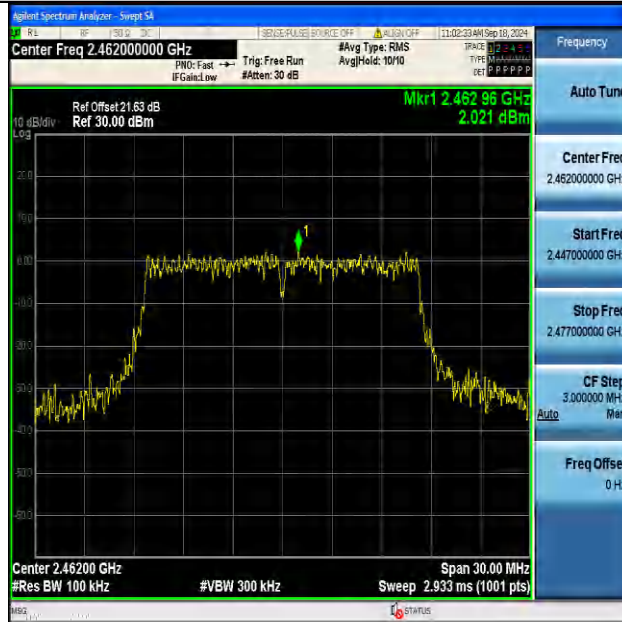 Agilent Spectrum Analyzer - Swept SA
RL RF 50 Ω DC SENSE:PULSE SOURCE OFF ALIGN OFF 11:02:33 AM Sep 18, 2024
Center Freq 2.462000000 GHz
PNO: Fast
IFGain:Low
Trig: Free Run
#Atten: 30 dB
#Avg Type: RMS
Avg|Hold: 10/10
TRACE 1 2 3 4 5 6
TYPE
DET P P P P P P
Mkr1 2.462 96 GHz
2.021 dBm
Ref Offset 21.63 dB
10 dB/div Ref 30.00 dBm
Log
20.0
10.0
0.00
-10.0
-20.0
-30.0
-40.0
-50.0
-60.0
1
Center 2.46200 GHz
Span 30.00 MHz
#Res BW 100 kHz
#VBW 300 kHz
Sweep 2.933 ms (1001 pts)
MSG
STATUS
Frequency
Auto Tune
Center Freq
2.462000000 GHz
Start Freq
2.447000000 GHz
Stop Freq
2.477000000 GHz
CF Step
3.000000 MHz
Auto Man
Freq Offset
0 Hz